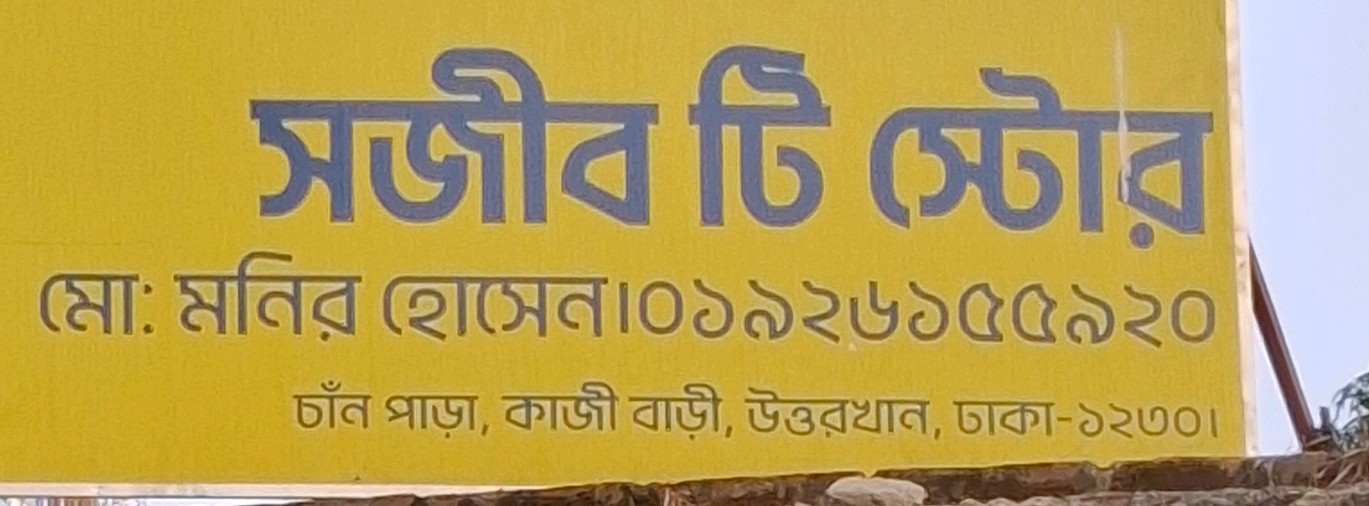 সজীব টি স্টোর
মো: মনির হোসেন।০১৯২৬১৫৫৯২০
চাঁন পাড়া, কাজী বাড়ী, উত্তরখান, ঢাকা-১২৩০।